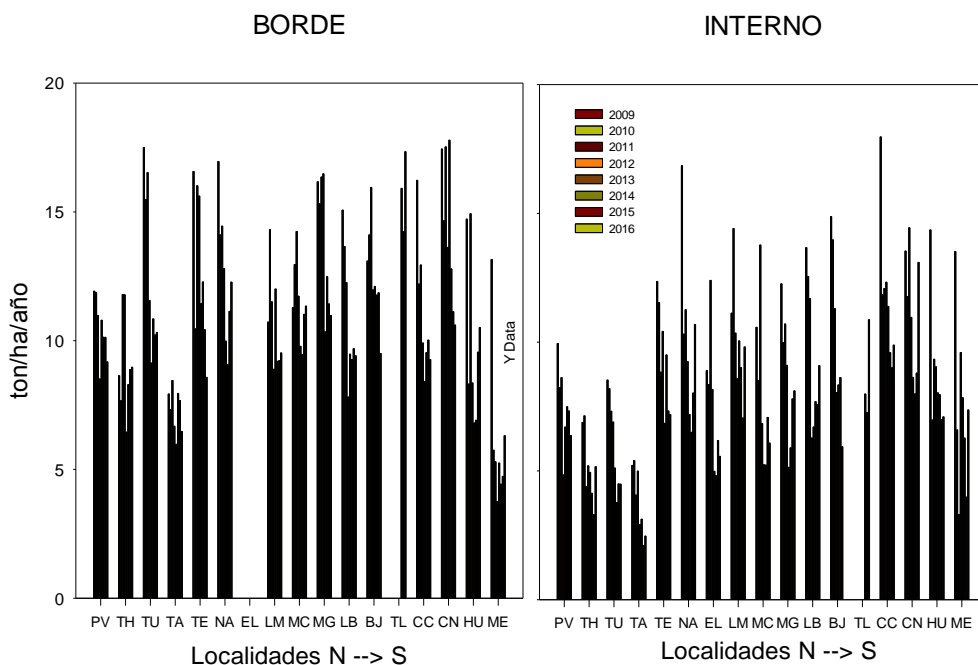 BORDE
INTERNO
20
15
10
5
0
ton/ha/año
Y Data
2009
2010
2011
2012
2013
2014
2015
2016
PV TH TU TA TE NA EL LM MC MG LB BJ TL CC CN HU ME
PV TH TU TA TE NA EL LM MC MG LB BJ TL CC CN HU ME
Localidades N --> S
Localidades N --> S